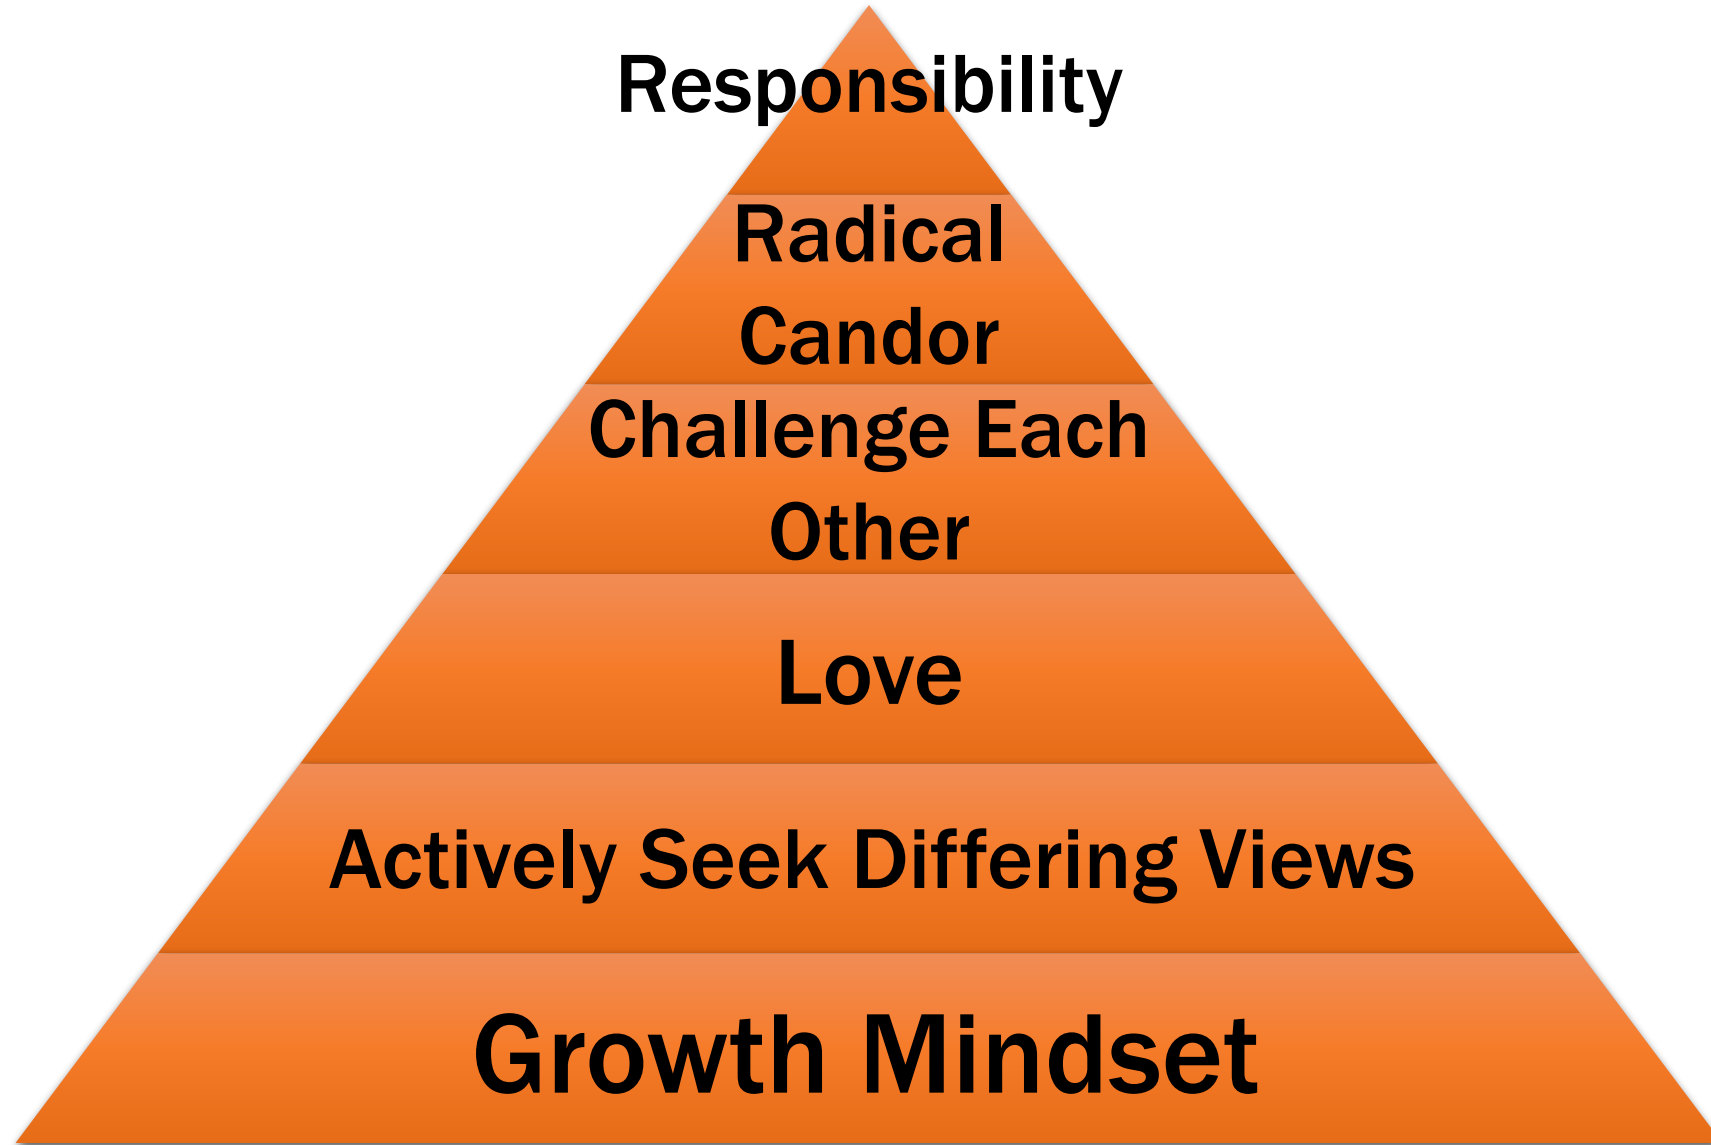 Responsibility
Radical
Candor
Challenge Each
Other
Love
Actively Seek Differing Views
Growth Mindset